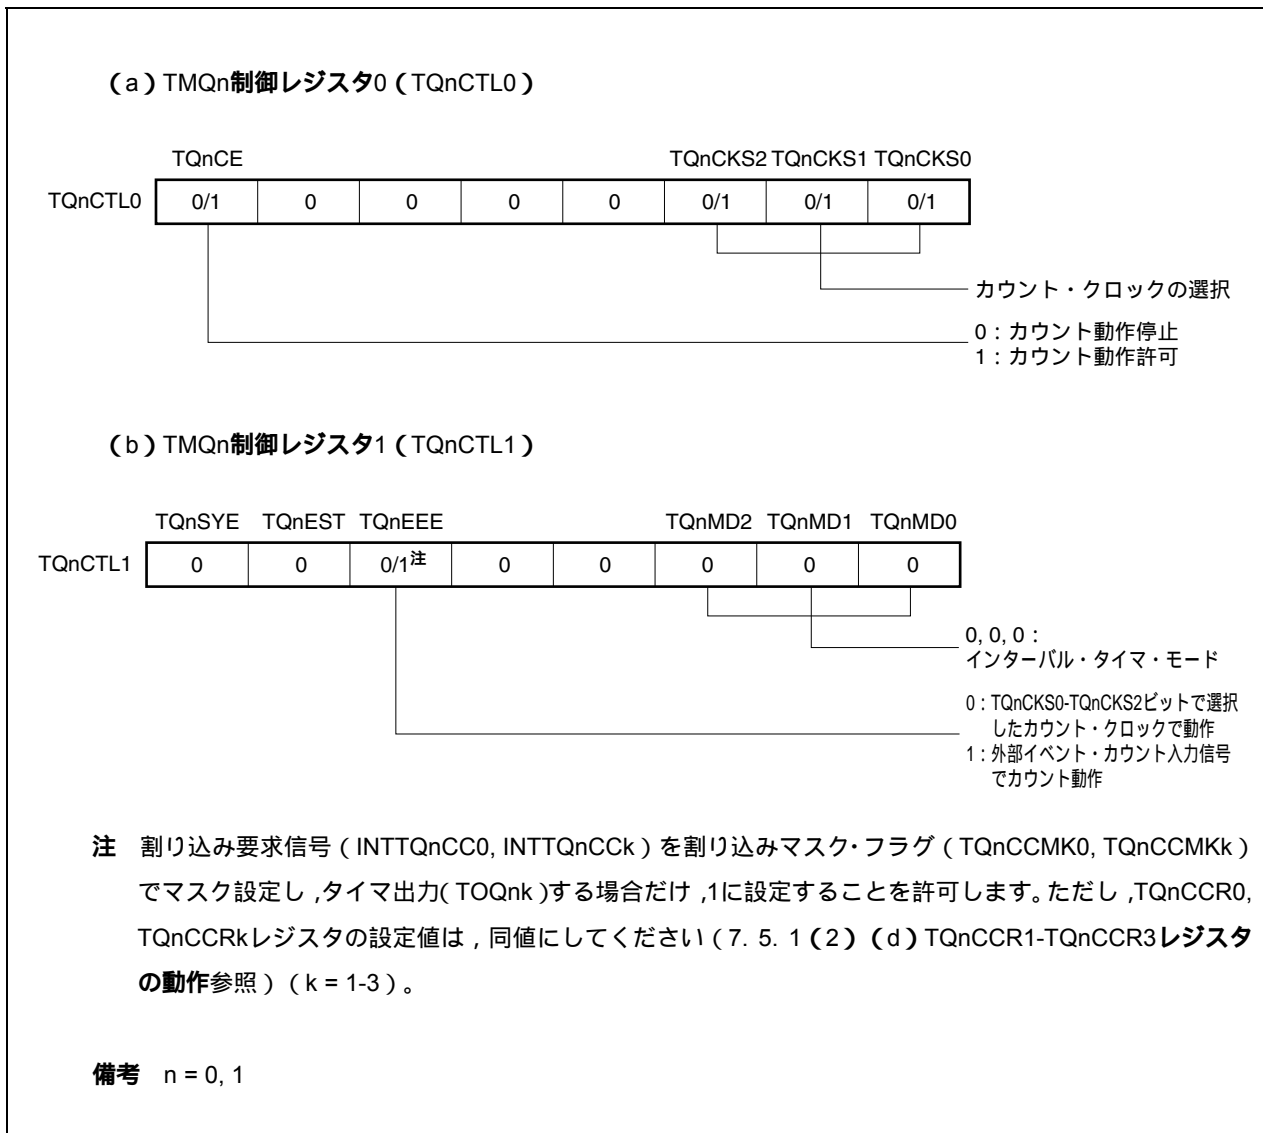 （a）TMQn制御レジスタ0（TQnCTL0）
TQnCE TQnCKS2 TQnCKS1 TQnCKS0
TQnCTL0 0/1 0 0 0 0 0/1 0/1 0/1
カウント・クロックの選択
0：カウント動作停止
1：カウント動作許可
（b）TMQn制御レジスタ1（TQnCTL1）
TQnSYE TQnEST TQnEEE TQnMD2 TQnMD1 TQnMD0
TQnCTL1 0 0 0/1注 0 0 0 0 0
0, 0, 0：
インターバル・タイマ・モード
0：TQnCKS0-TQnCKS2ビットで選択
したカウント・クロックで動作
1：外部イベント・カウント入力信号
でカウント動作
注 割り込み要求信号（INTTQnCC0, INTTQnCCk）を割り込みマスク・フラグ（TQnCCMK0, TQnCCMKk）
でマスク設定し，タイマ出力（TOQnk）する場合だけ，1に設定することを許可します。ただし，TQnCCR0,
TQnCCRkレジスタの設定値は，同値にしてください（7. 5. 1（2）（d）TQnCCR1-TQnCCR3レジスタ
の動作参照）（k = 1-3）。
備考 n = 0, 1